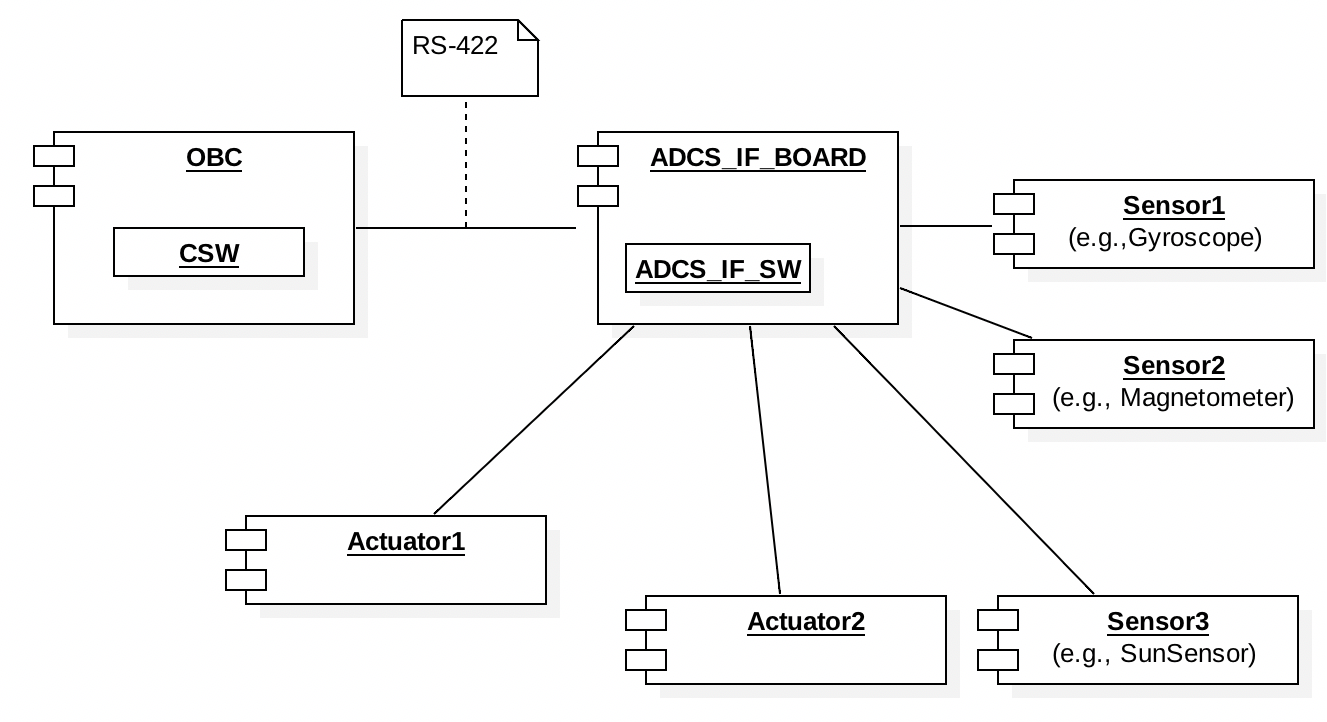 RS-422
OBC
CSW
ADCS_IF_BOARD
ADCS_IF_SW
Sensor1
(e.g.,Gyroscope)
Sensor2
(e.g., Magnetometer)
Actuator1
Actuator2
Sensor3
(e.g., SunSensor)